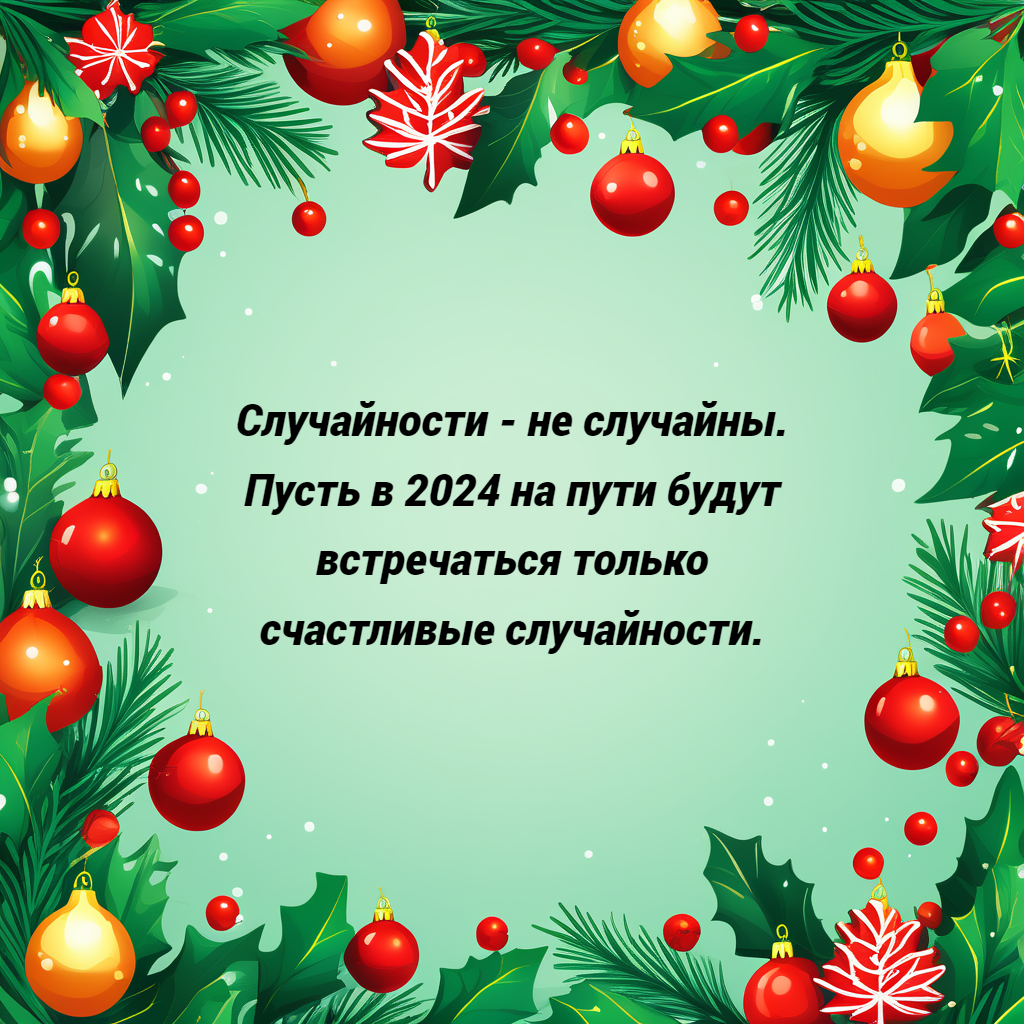 Случайности - не случайны.
Пусть в 2024 на пути будут
встречаться только
счастливые случайности.